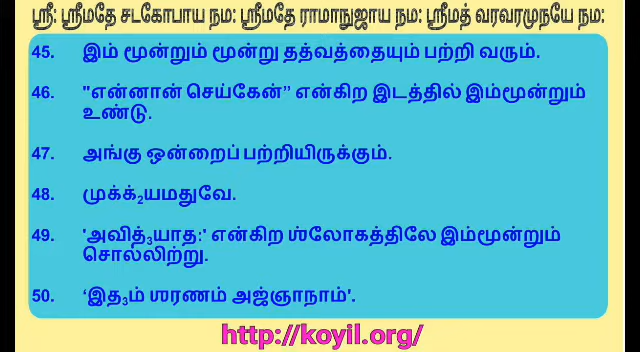 ஸ்ரீ: ஸ்ரீமதே சடகோபாய நம: ஸ்ரீமதே ராமாநுஜாய நம: ஸ்ரீமத் வரவரமுநயே நம:
45. இம் மூன்றும் மூன்று தத்வத்தையும் பற்றி வரும்.
46. "என்னான் செய்கேன்” என்கிற இடத்தில் இம்மூன்றும்
உண்டு.
47. அங்கு ஒன்றைப் பற்றியிருக்கும்.
48. முக்க்2யமதுவே.
49. 'அவித்3யாத:' என்கிற ஶ்லோகத்திலே இம்மூன்றும்
சொல்லிற்று.
50. ‘இத3ம் ஶரணம் அஜ்ஞாநாம்'.
http://koyil.org/